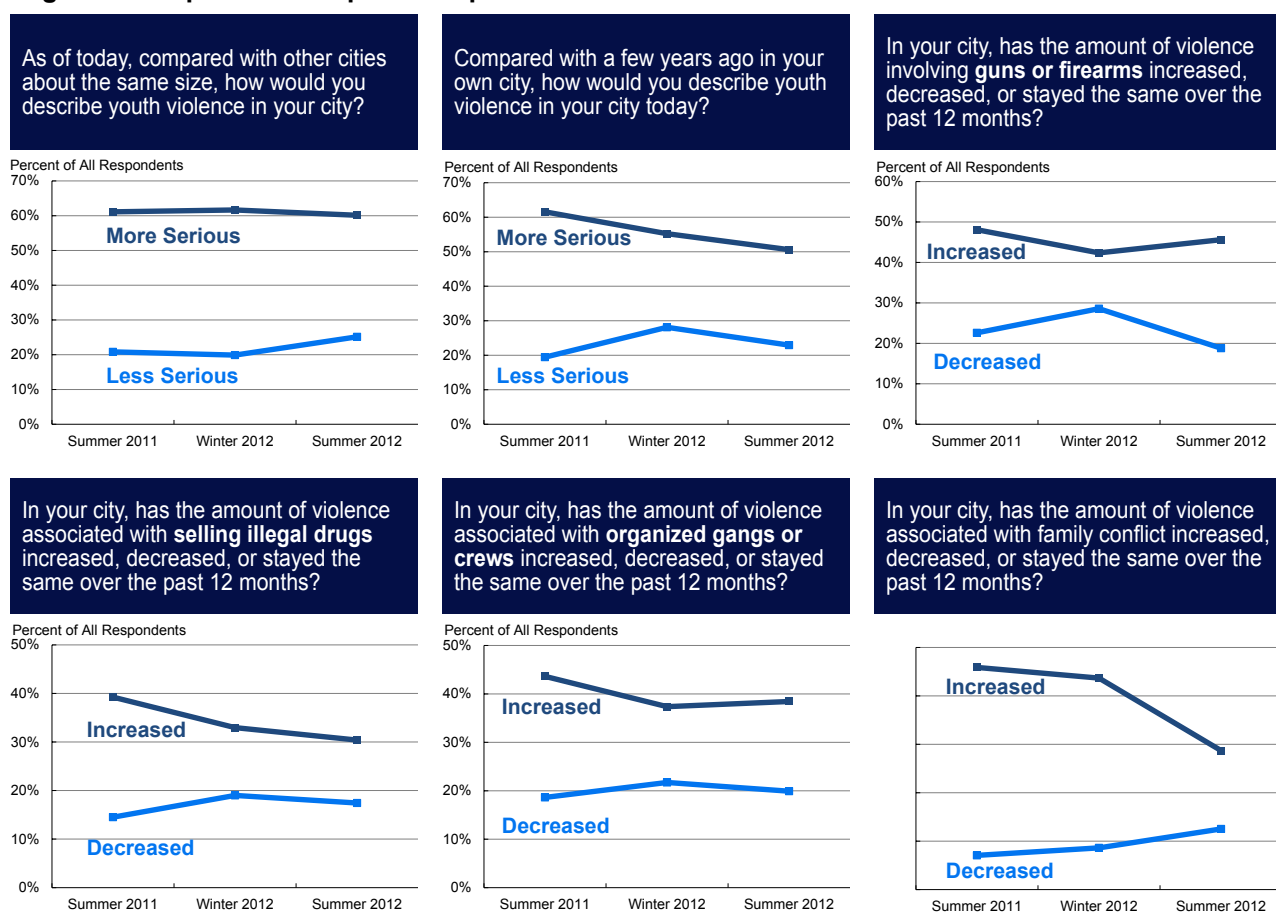 As of today, compared with other cities
about the same size, how would you
describe youth violence in your city?
Percent of All Respondents
70%
60%
50%
40%
30%
20%
10%
0%
More Serious
Less Serious
Summer 2011 Winter 2012 Summer 2012
Compared with a few years ago in your
own city, how would you describe youth
violence in your city today?
Percent of All Respondents
70%
60%
50%
40%
30%
20%
10%
0%
More Serious
Less Serious
Summer 2011 Winter 2012 Summer 2012
In your city, has the amount of violence
involving guns or firearms increased,
decreased, or stayed the same over the
past 12 months?
Percent of All Respondents
60%
50%
40%
30%
20%
10%
0%
Increased
Decreased
Summer 2011 Winter 2012 Summer 2012
In your city, has the amount of violence
associated with selling illegal drugs
increased, decreased, or stayed the
same over the past 12 months?
Percent of All Respondents
50%
40%
30%
20%
10%
0%
Increased
Decreased
Summer 2011 Winter 2012 Summer 2012
In your city, has the amount of violence
associated with organized gangs or
crews increased, decreased, or stayed
the same over the past 12 months?
Percent of All Respondents
50%
40%
30%
20%
10%
0%
Increased
Decreased
Summer 2011 Winter 2012 Summer 2012
In your city, has the amount of violence
associated with family conflict increased,
decreased, or stayed the same over the
past 12 months?
Increased
Decreased
Summer 2011 Winter 2012 Summer 2012